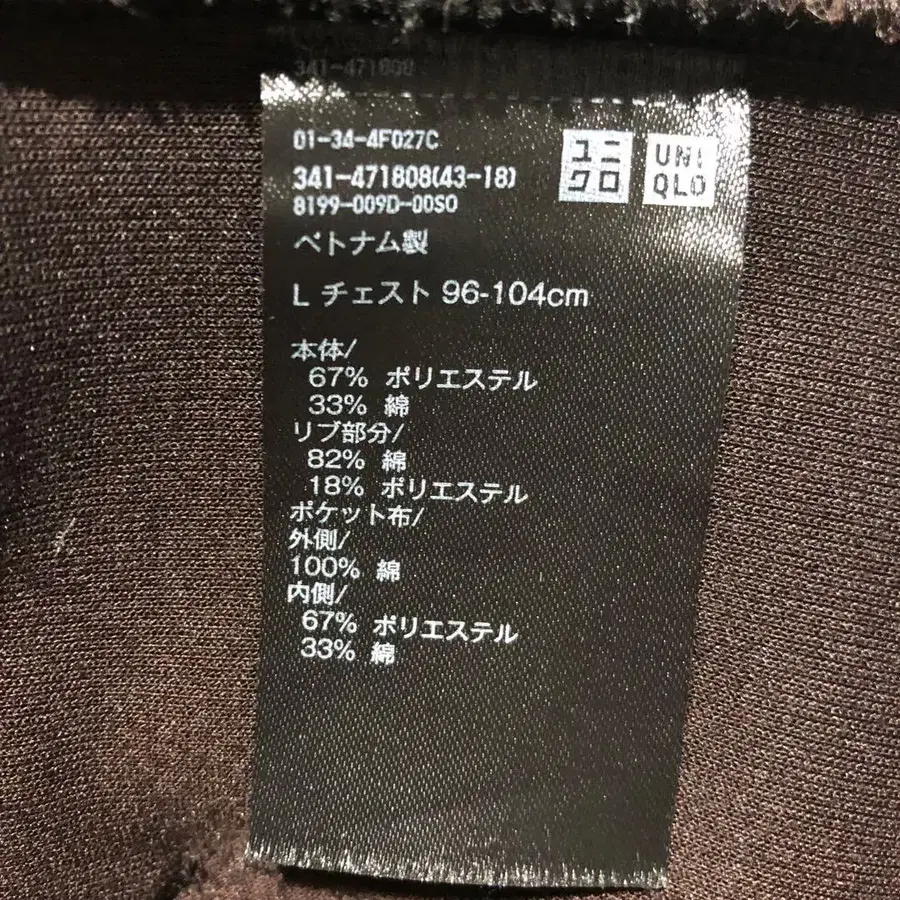 341-471808
01-34-4F027C
341-471808(43-18)
8199-009D-00SO
ユニ
クロ
UNI
QLO
ベトナム製
L チェスト 96-104cm
本体/
67% ポリエステル
33% 綿
リブ部分/
82% 綿
18% ポリエステル
ポケット布/
外側/
100% 綿
内側/
67% ポリエステル
33% 綿